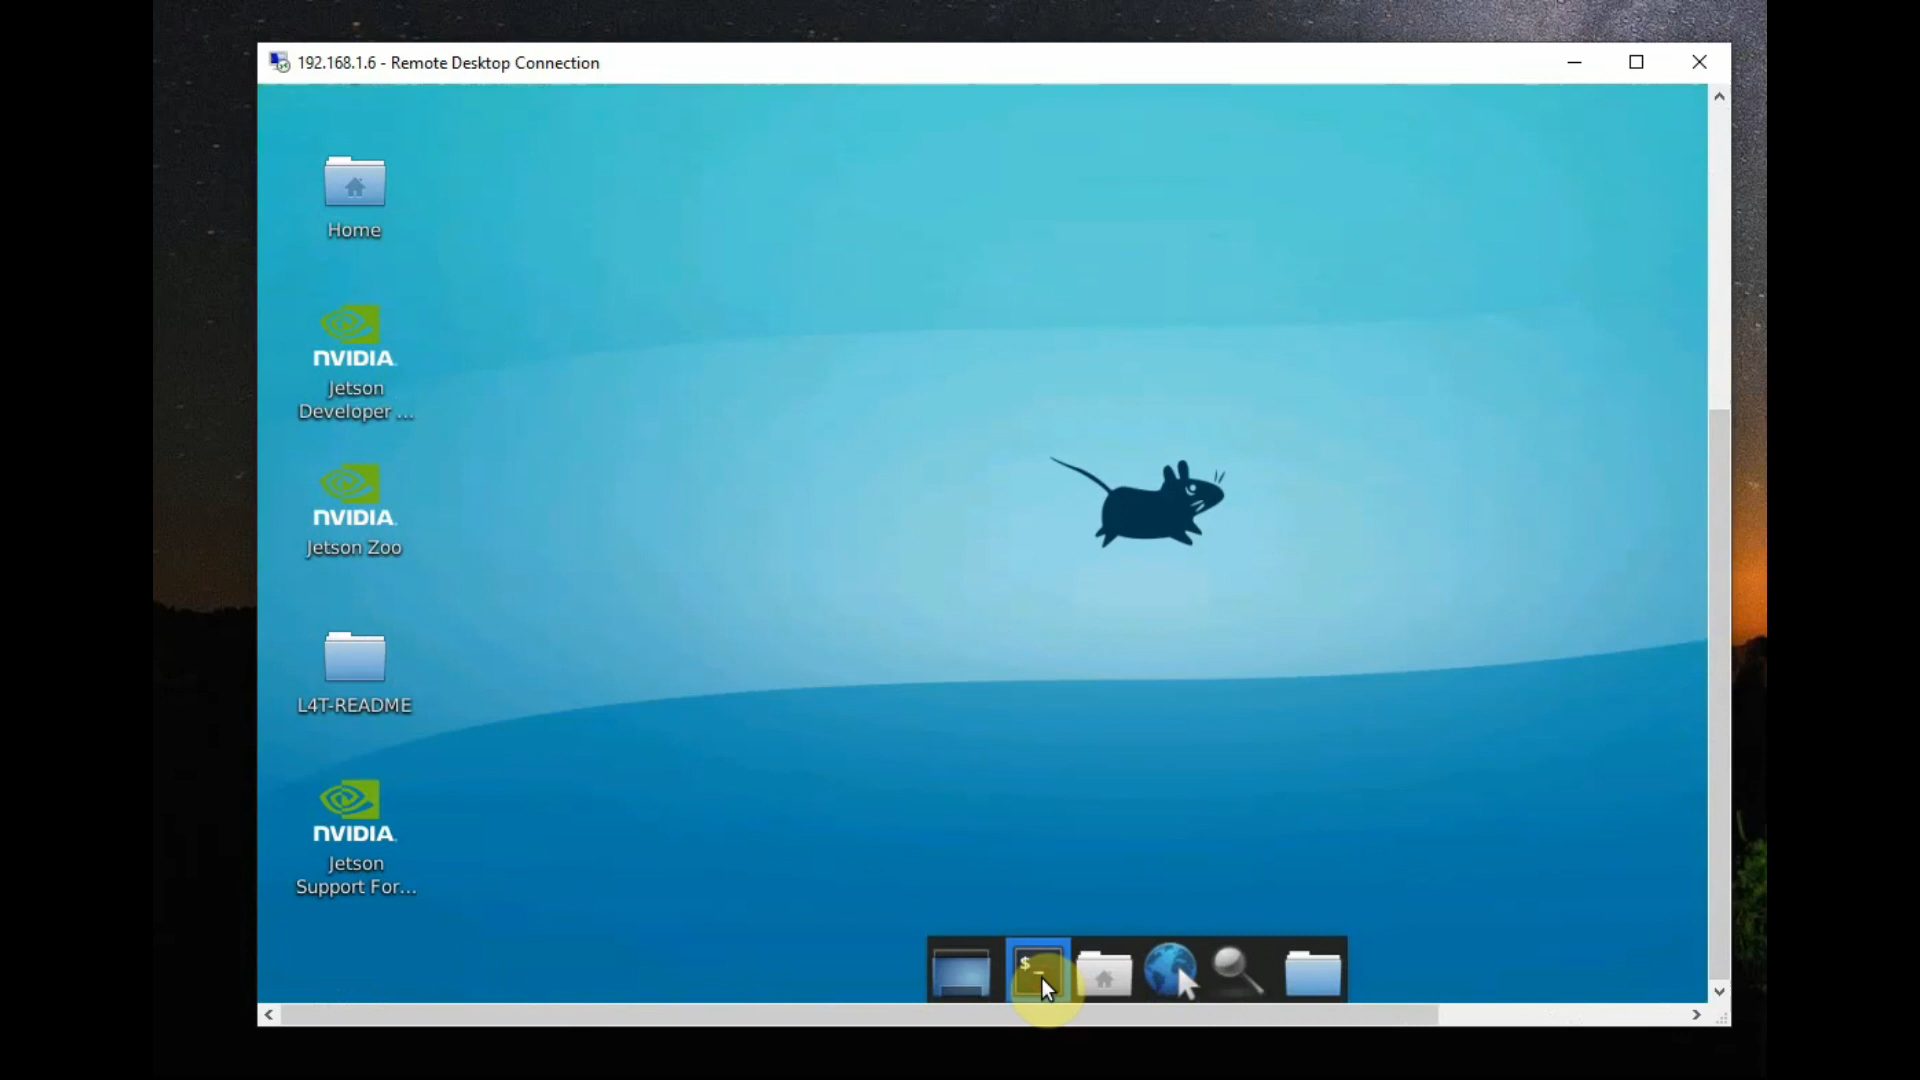 192.168.1.6 - Remote Desktop Connection
Home
NVIDIA.
Jetson
Developer ...
NVIDIA.
Jetson Zoo
L4T-README
NVIDIA.
Jetson
Support For...
$_